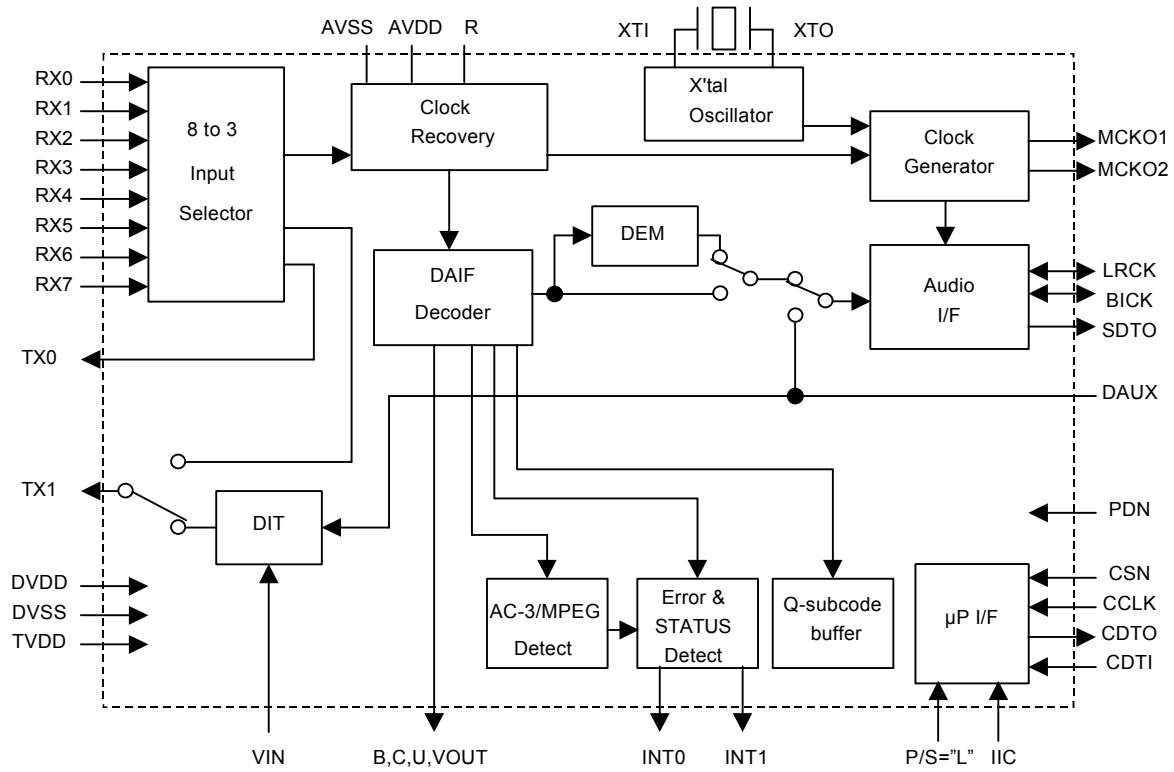 AVSS AVDD R
XTI XTO
RX0
RX1
RX2
RX3
RX4
RX5
RX6
RX7
8 to 3
Input
Selector
Clock
Recovery
X'tal
Oscillator
Clock
Generator
MCKO1
MCKO2
DEM
DAIF
Decoder
Audio
I/F
LRCK
BICK
SDTO
TX0
DAUX
TX1
DIT
PDN
DVDD
DVSS
TVDD
AC-3/MPEG
Detect
Error &
STATUS
Detect
Q-subcode
buffer
µP I/F
CSN
CCLK
CDTO
CDTI
VIN
B,C,U,VOUT
INT0
INT1
P/S="L"
IIC